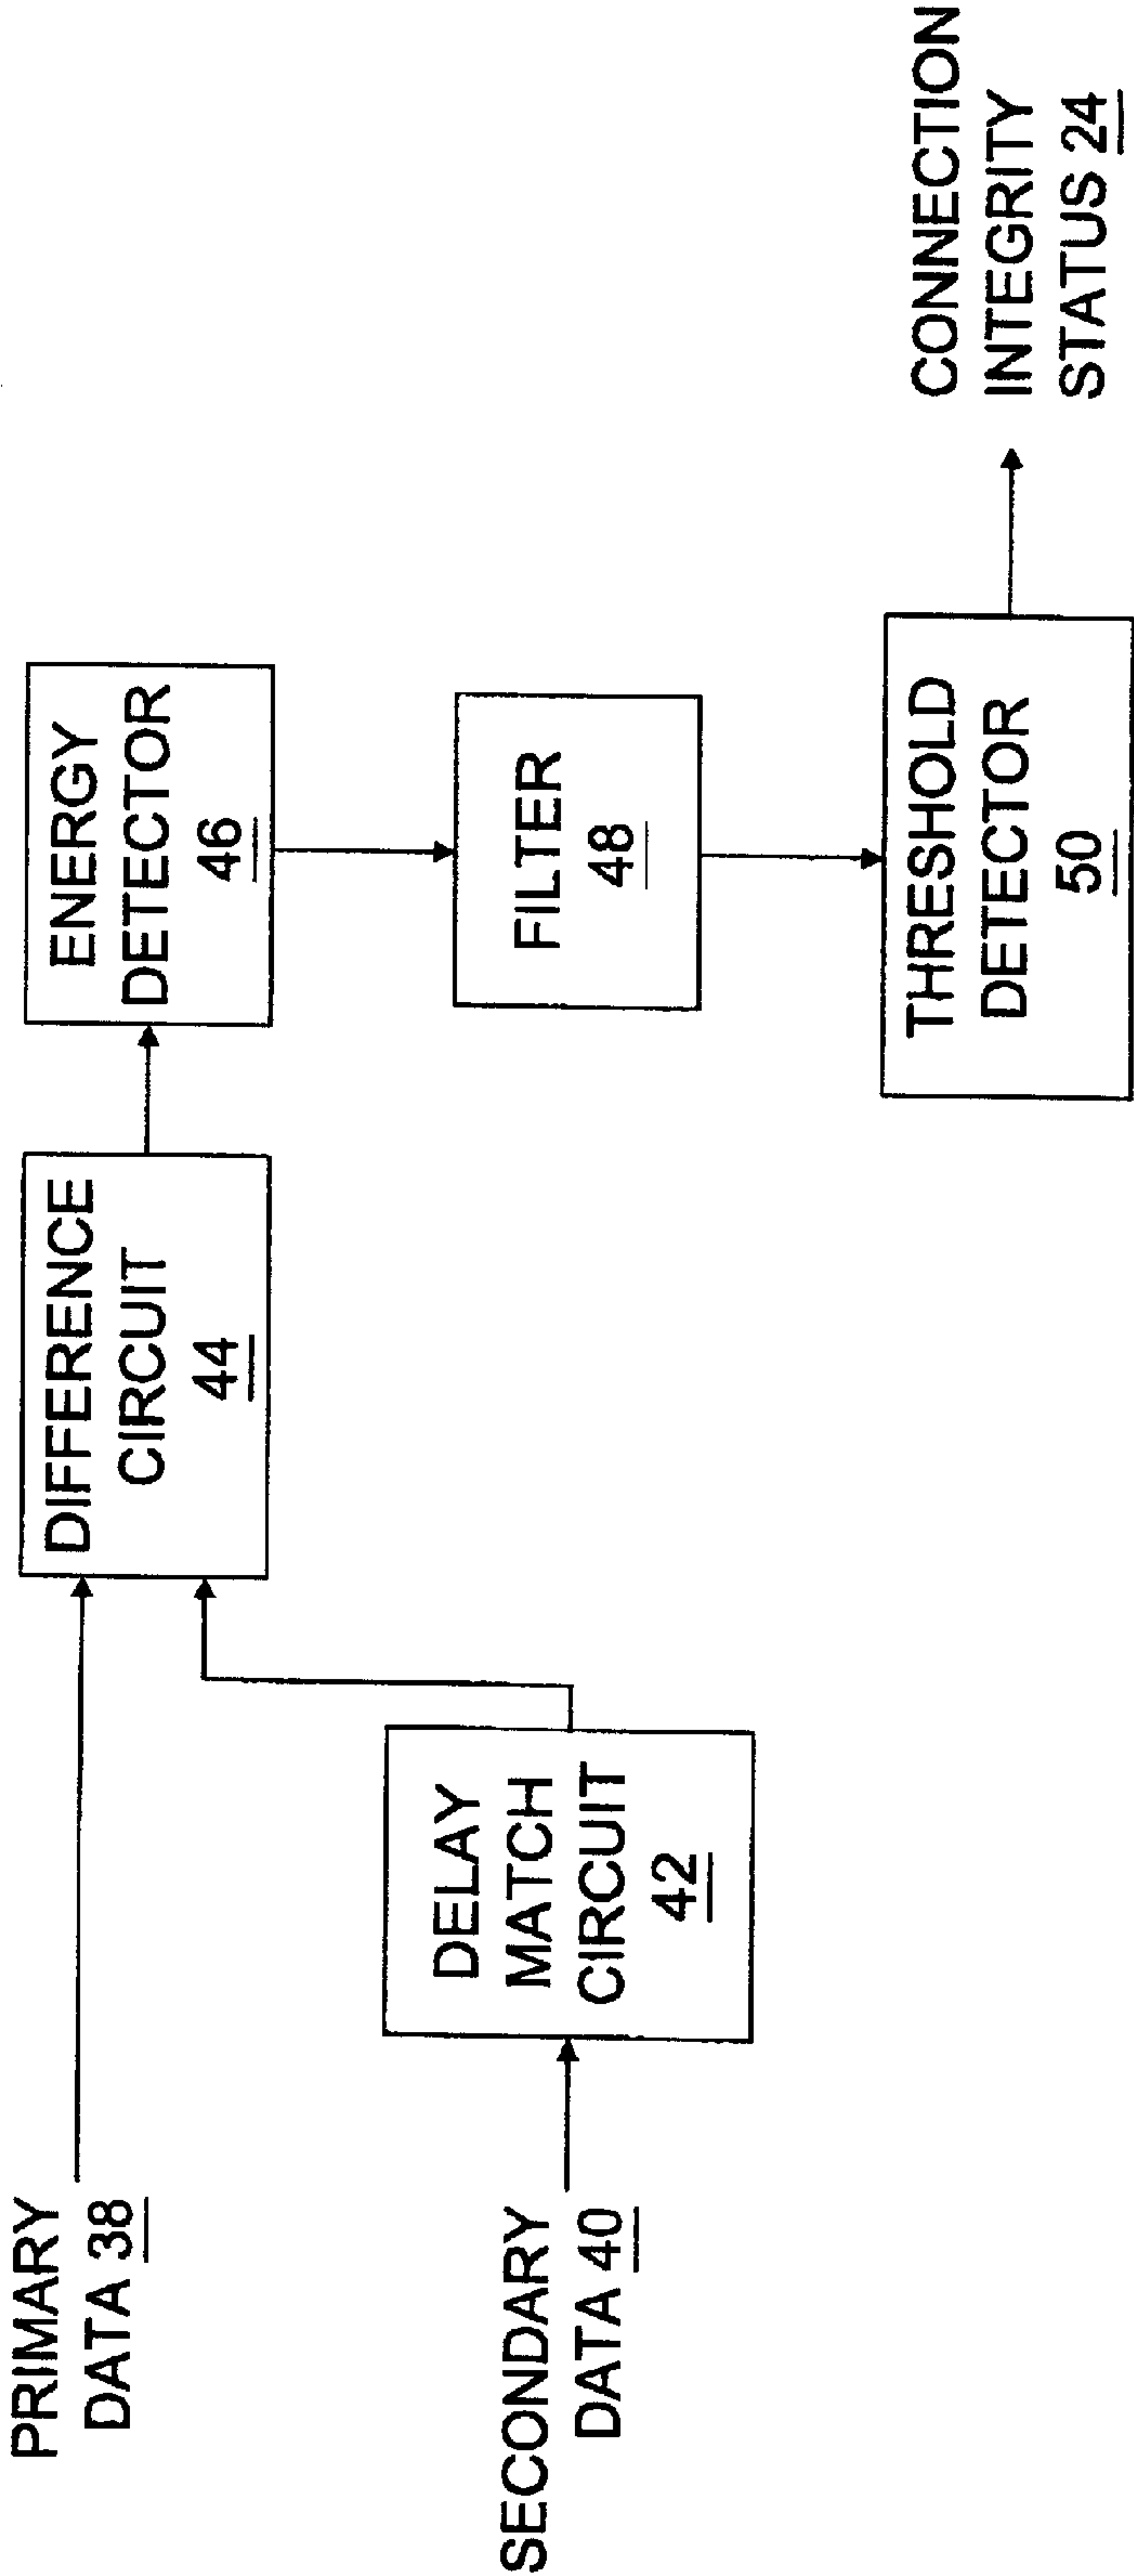 PRIMARY
DATA 38
SECONDARY
DATA 40
DELAY
MATCH
CIRCUIT
42
DIFFERENCE
CIRCUIT
44
ENERGY
DETECTOR
46
FILTER
48
THRESHOLD
DETECTOR
50
CONNECTION
INTEGRITY
STATUS 24